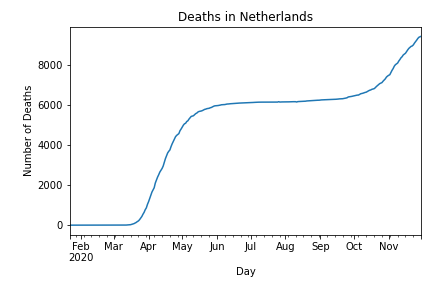 Deaths in Netherlands
Number of Deaths
8000
6000
4000
2000
0
Feb Mar Apr May Jun Jul Aug Sep Oct Nov
2020
Day